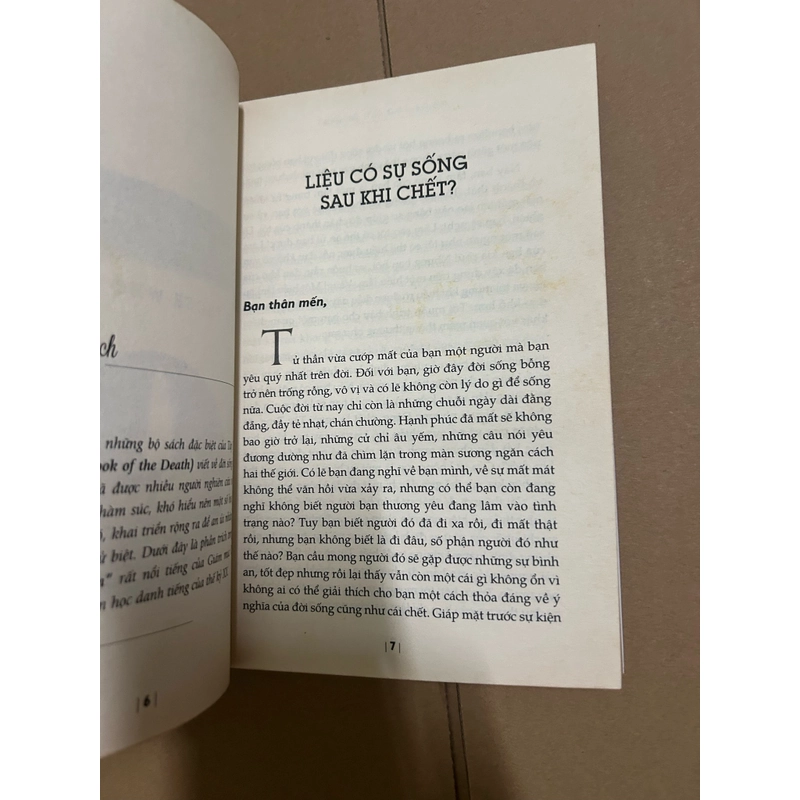 ch
những bộ sách đặc biệt của
ook of the Death) viết về đời
ã được nhiều người nghiên cứu
hàm súc, khó hiểu nên một số
, khai triển rộng ra để an ủi
ử biệt. Dưới đây là phần trích
" rất nổi tiếng của Giám
n học danh tiếng của thế kỷ XX.
| 6 |
LIỆU CÓ SỰ SỐNG
SAU KHI CHẾT?
Bạn thân mến,
Tử thần vừa cướp mất của bạn một người mà bạn
yêu quý nhất trên đời. Đối với bạn, giờ đây đời sống bỗng
trở nên trống rỗng, vô vị và có lẽ không còn lý do gì để sống
nữa. Cuộc đời từ nay chỉ còn là những chuỗi ngày dài đằng
đẵng, đầy tẻ nhạt, chán chường. Hạnh phúc đã mất sẽ không
bao giờ trở lại, những cử chỉ âu yếm, những câu nói yêu
đương dường như đã chìm lặn trong màn sương ngăn cách
hai thế giới. Có lẽ bạn đang nghĩ về bạn mình, về sự mất mát
không thể vãn hồi vừa xảy ra, nhưng có thể bạn còn đang
nghĩ không biết người bạn thương yêu đang lâm vào tình
trạng nào? Tuy bạn biết người đó đã đi xa rồi, đi mất thật
rồi, nhưng bạn không biết là đi đâu, số phận người đó như
thế nào? Bạn cầu mong người đó sẽ gặp được những sự bình
an, tốt đẹp nhưng rồi lại thấy vẫn còn một cái gì không ổn vì
không ai có thể giải thích cho bạn một cách thỏa đáng về ý
nghĩa của đời sống cũng như cái chết. Giáp mặt trước sự kiện
| 7 |